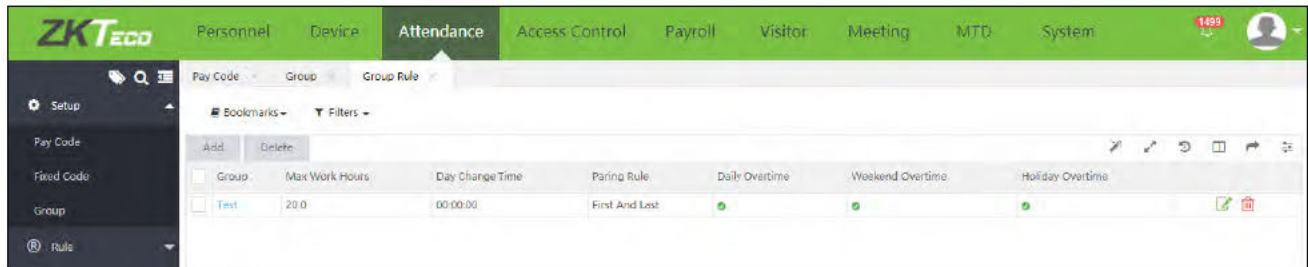 ZKTECO Personnel Device Attendance Access Control Payroll Visitor Meeting MTD System 1499
Pay Code Group Group Rule
Setup
Bookmarks Filters
Pay Code
Add Delete
Fixed Code
Group Max Work Hours Day Change Time Paring Rule Daily Overtime Weekend Overtime Holiday Overtime
Group
Test 20.0 00:00:00 First And Last
Rule